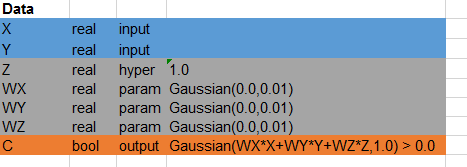 Data
X real input
Y real input
Z real hyper 1.0
WX real param Gaussian(0.0,0.01)
WY real param Gaussian(0.0,0.01)
WZ real param Gaussian(0.0,0.01)
C bool output Gaussian(WX*X+WY*Y+WZ*Z,1.0) > 0.0